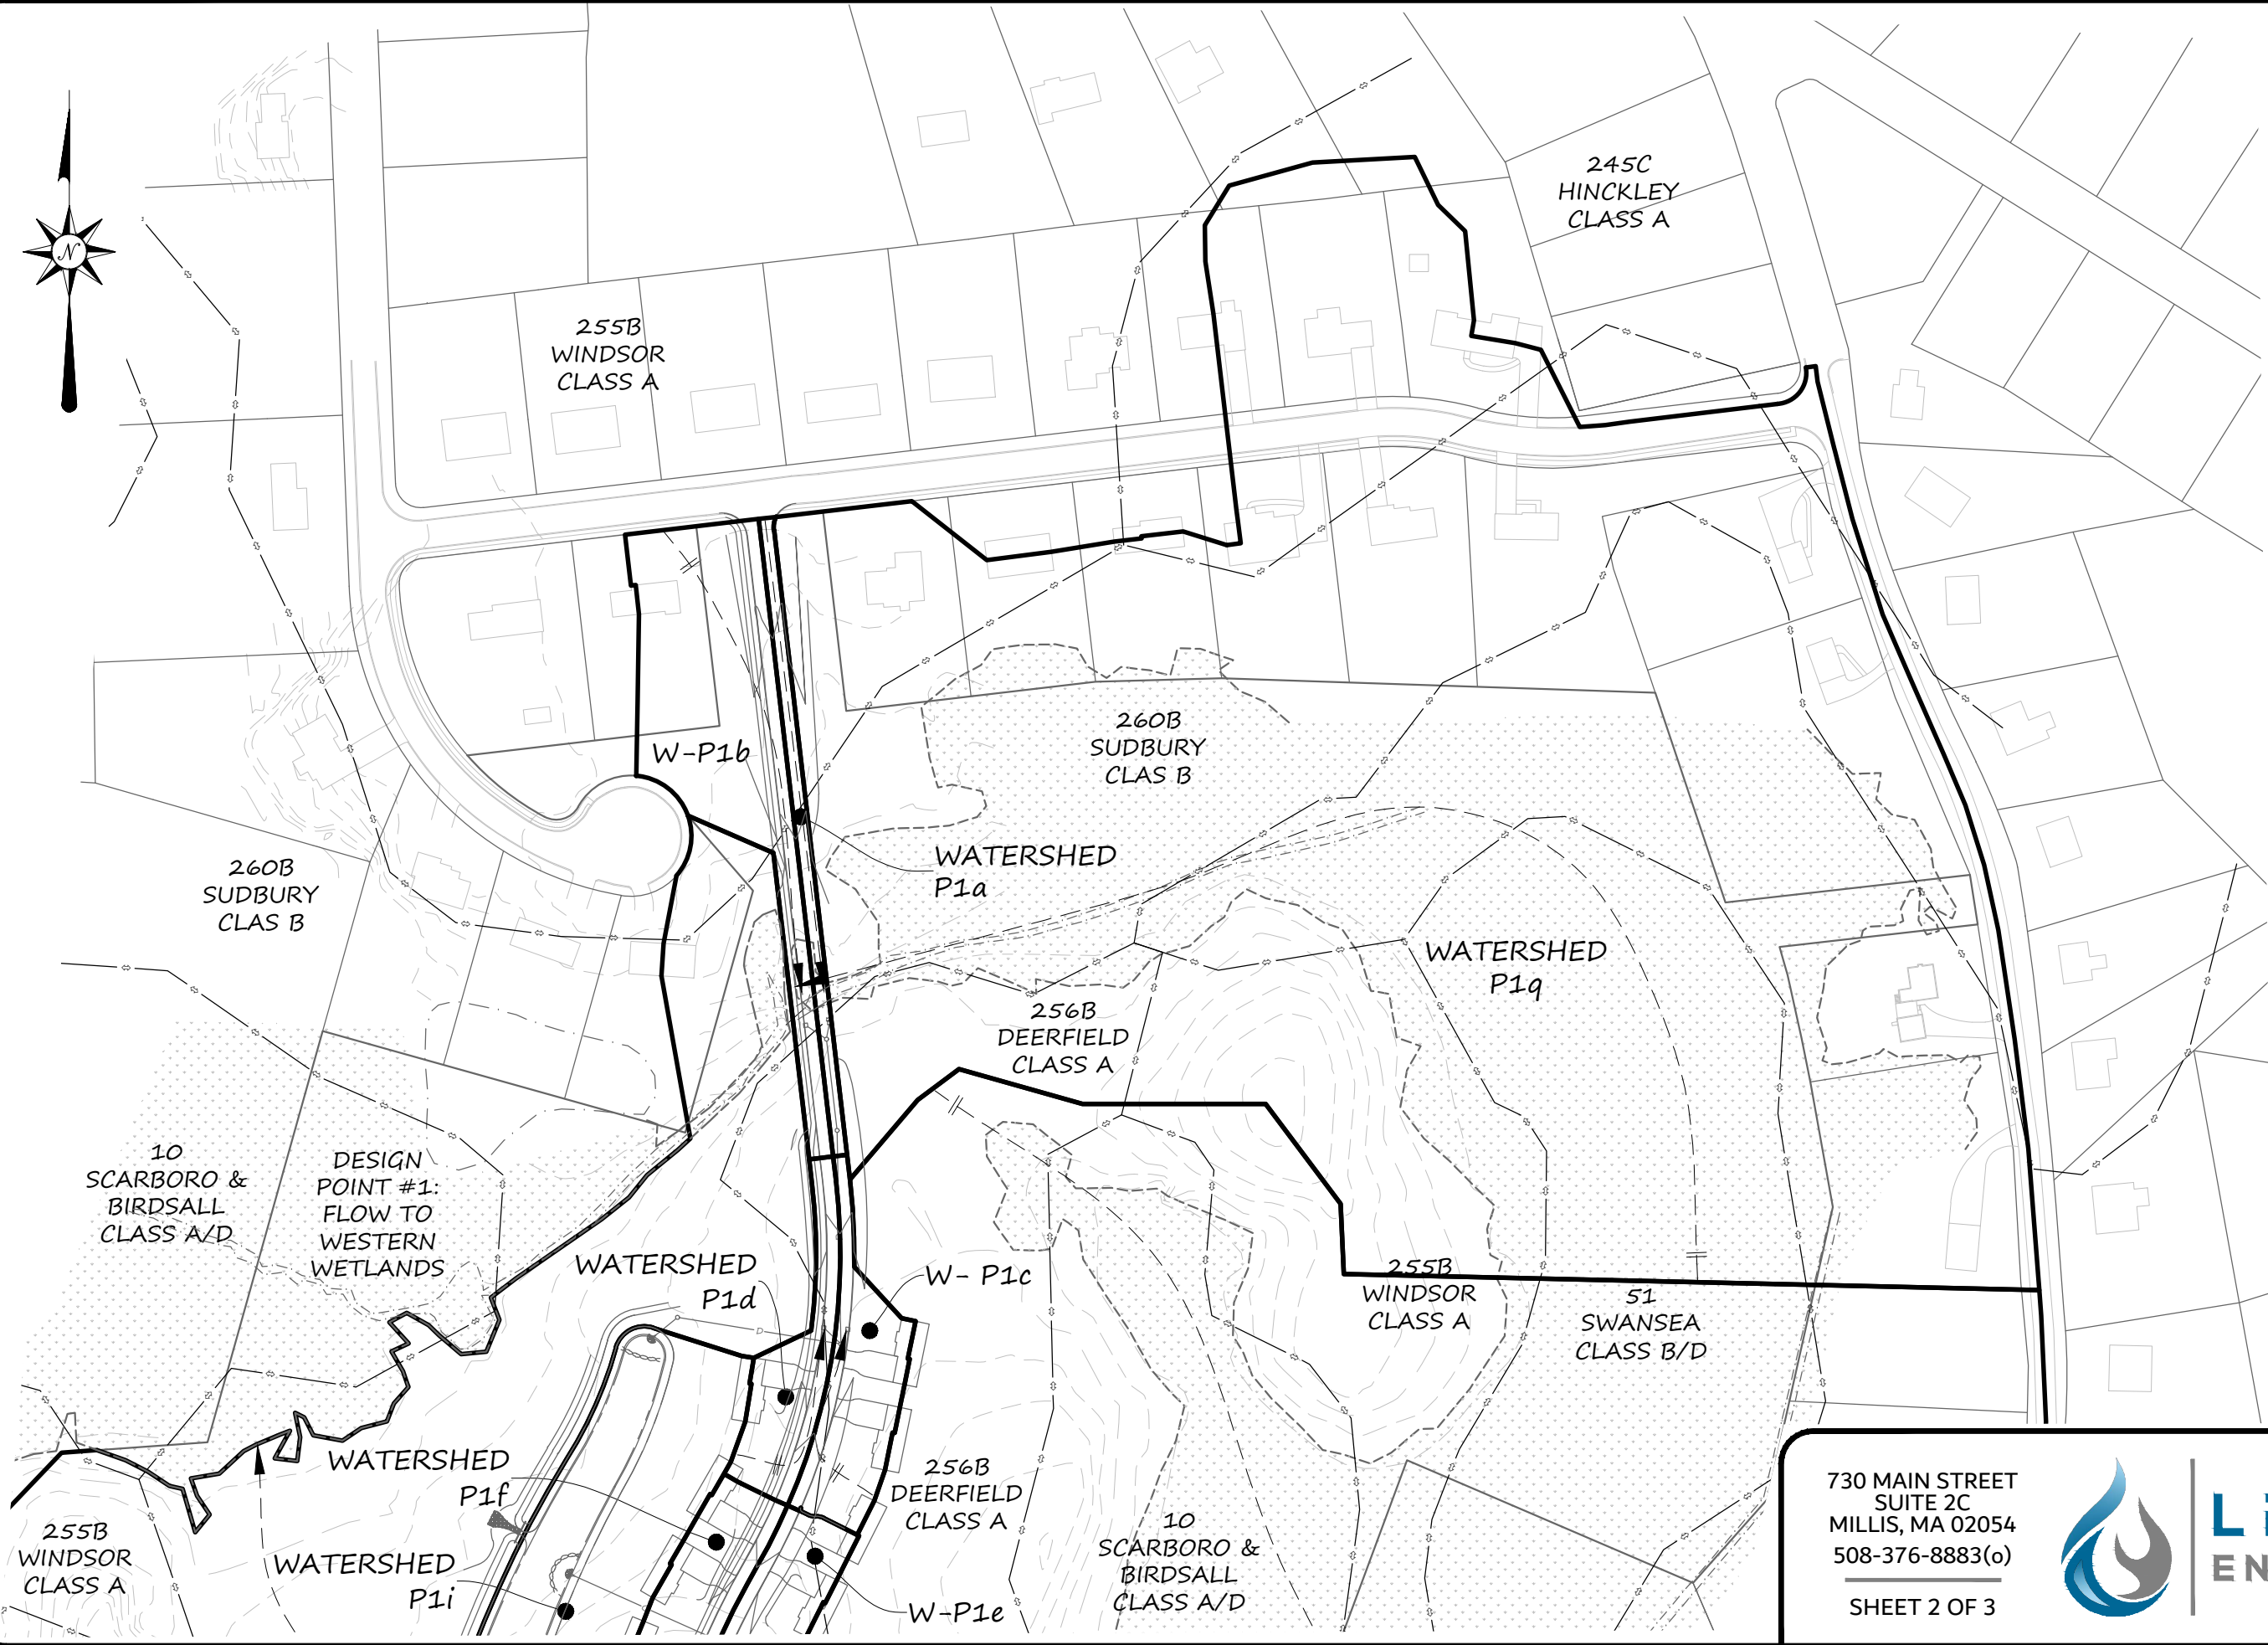 245C
HINCKLEY
CLASS A
255B
WINDSOR
CLASS A
N
W-P1b
260B
SUDBURY
CLAS B
WATERSHED
P1a
260B
SUDBURY
CLAS B
WATERSHED
P1q
256B
DEERFIELD
CLASS A
10
SCARBORO &
BIRDSALL
CLASS A/D
DESIGN
POINT #1:
FLOW TO
WESTERN
WETLANDS
WATERSHED
P1d
W- P1c
255B
WINDSOR
CLASS A
51
SWANSEA
CLASS B/D
WATERSHED
P1f
256B
DEERFIELD
CLASS A
255B
WINDSOR
CLASS A
WATERSHED
P1i
W-P1e
10
SCARBORO &
BIRDSALL
CLASS A/D
730 MAIN STREET
SUITE 2C
MILLIS, MA 02054
508-376-8883(o)
SHEET 2 OF 3
L
EN